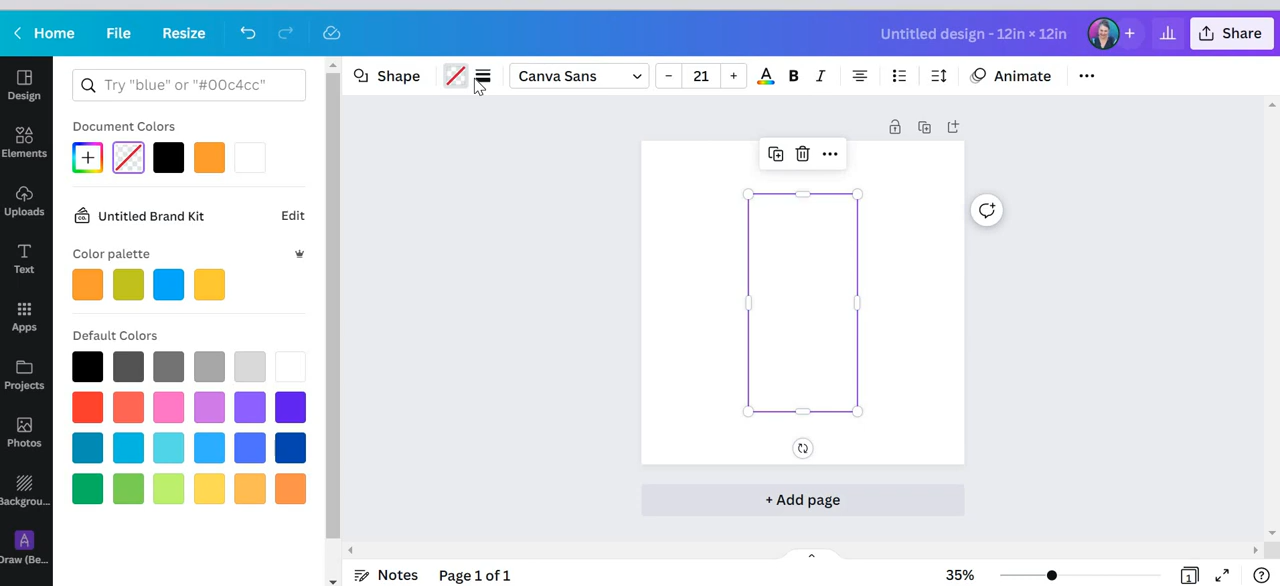 Home File Resize Untitled design - 12in × 12in + Share
Design
Elements
Uploads
Text
Apps
Projects
Photos
Backgrou...
Draw (Be...
Try "blue" or "#00c4cc"
Document Colors
+
Untitled Brand Kit Edit
Color palette
Default Colors
Shape Canva Sans − 21 + A B I Animate
+ Add page
Notes Page 1 of 1 35% 1 ?